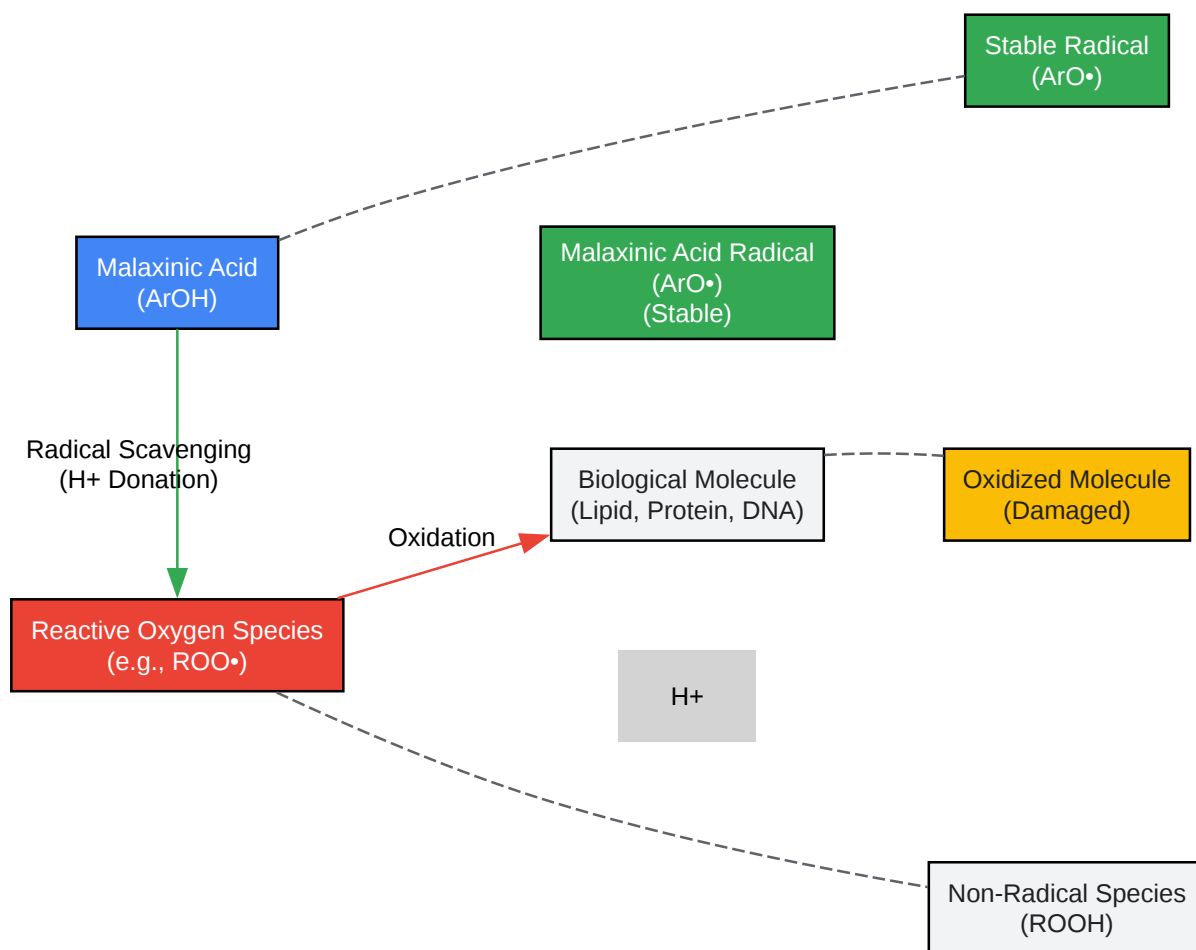 Stable Radical
(ArO•)
Malaxinic Acid
(ArOH)
Malaxinic Acid Radical
(ArO•)
(Stable)
Radical Scavenging
(H+ Donation)
Biological Molecule
(Lipid, Protein, DNA)
Oxidized Molecule
(Damaged)
Oxidation
Reactive Oxygen Species
(e.g., ROO•)
H+
Non-Radical Species
(ROOH)